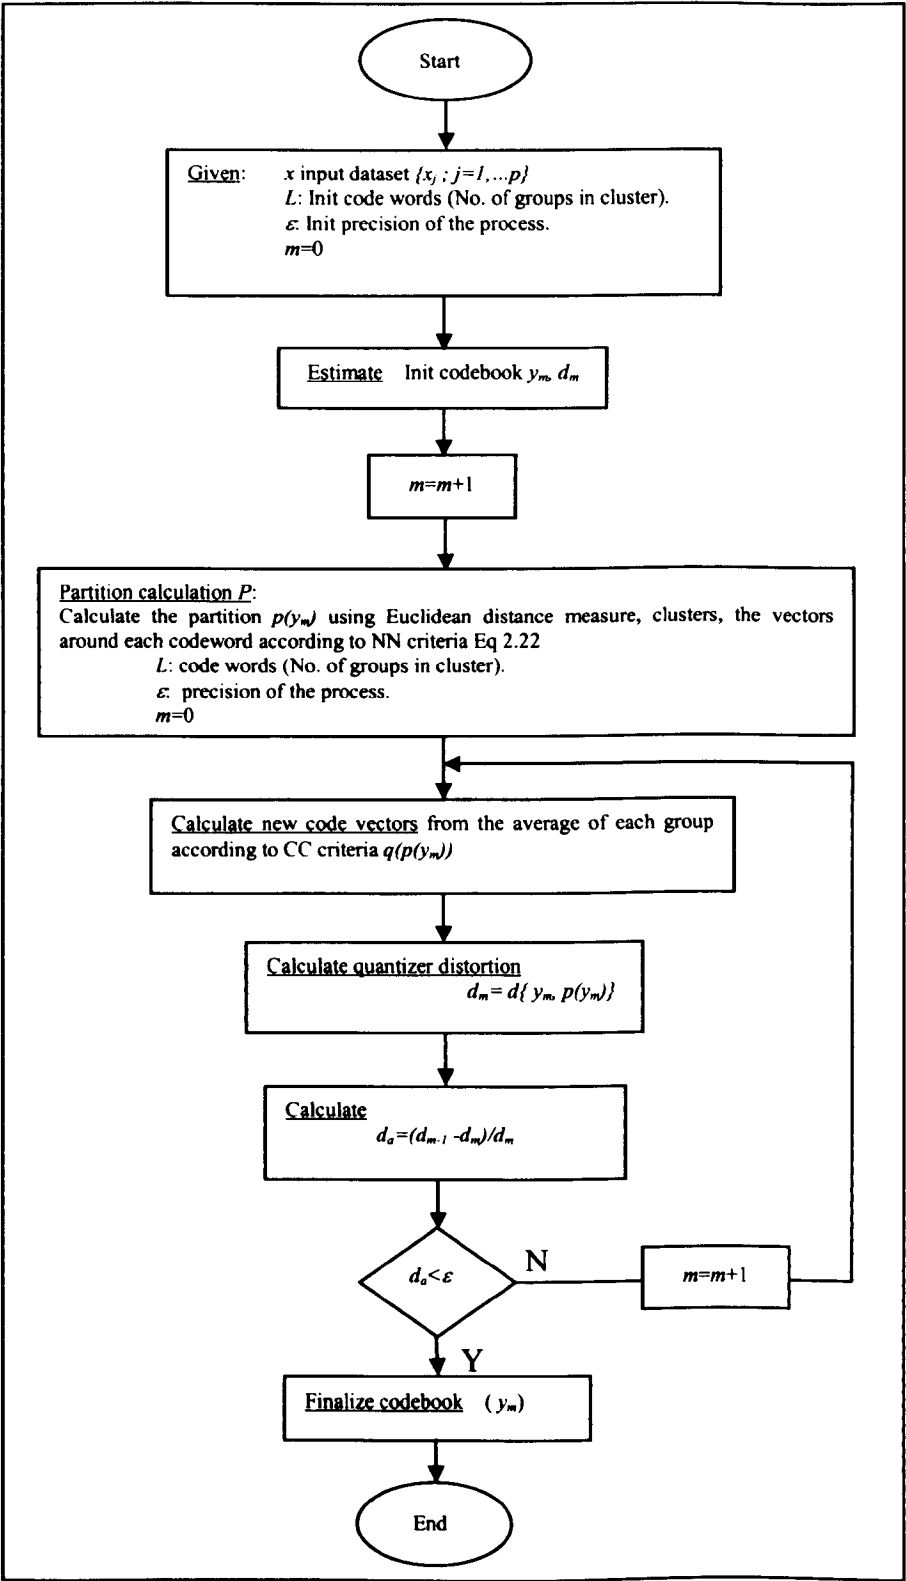 Start
Given: x input dataset {xj ; j=1,...p}
L: Init code words (No. of groups in cluster).
ε: Init precision of the process.
m=0
Estimate Init codebook ym, dm
m=m+1
Partition calculation P:
Calculate the partition p(ym) using Euclidean distance measure, clusters, the vectors
around each codeword according to NN criteria Eq 2.22
L: code words (No. of groups in cluster).
ε: precision of the process.
m=0
Calculate new code vectors from the average of each group
according to CC criteria q(p(ym))
Calculate quantizer distortion
dm= d{ ym, p(ym)}
Calculate
da=(dm-1 -dm)/dm
da<ε
N
m=m+1
Y
Finalize codebook ( ym)
End